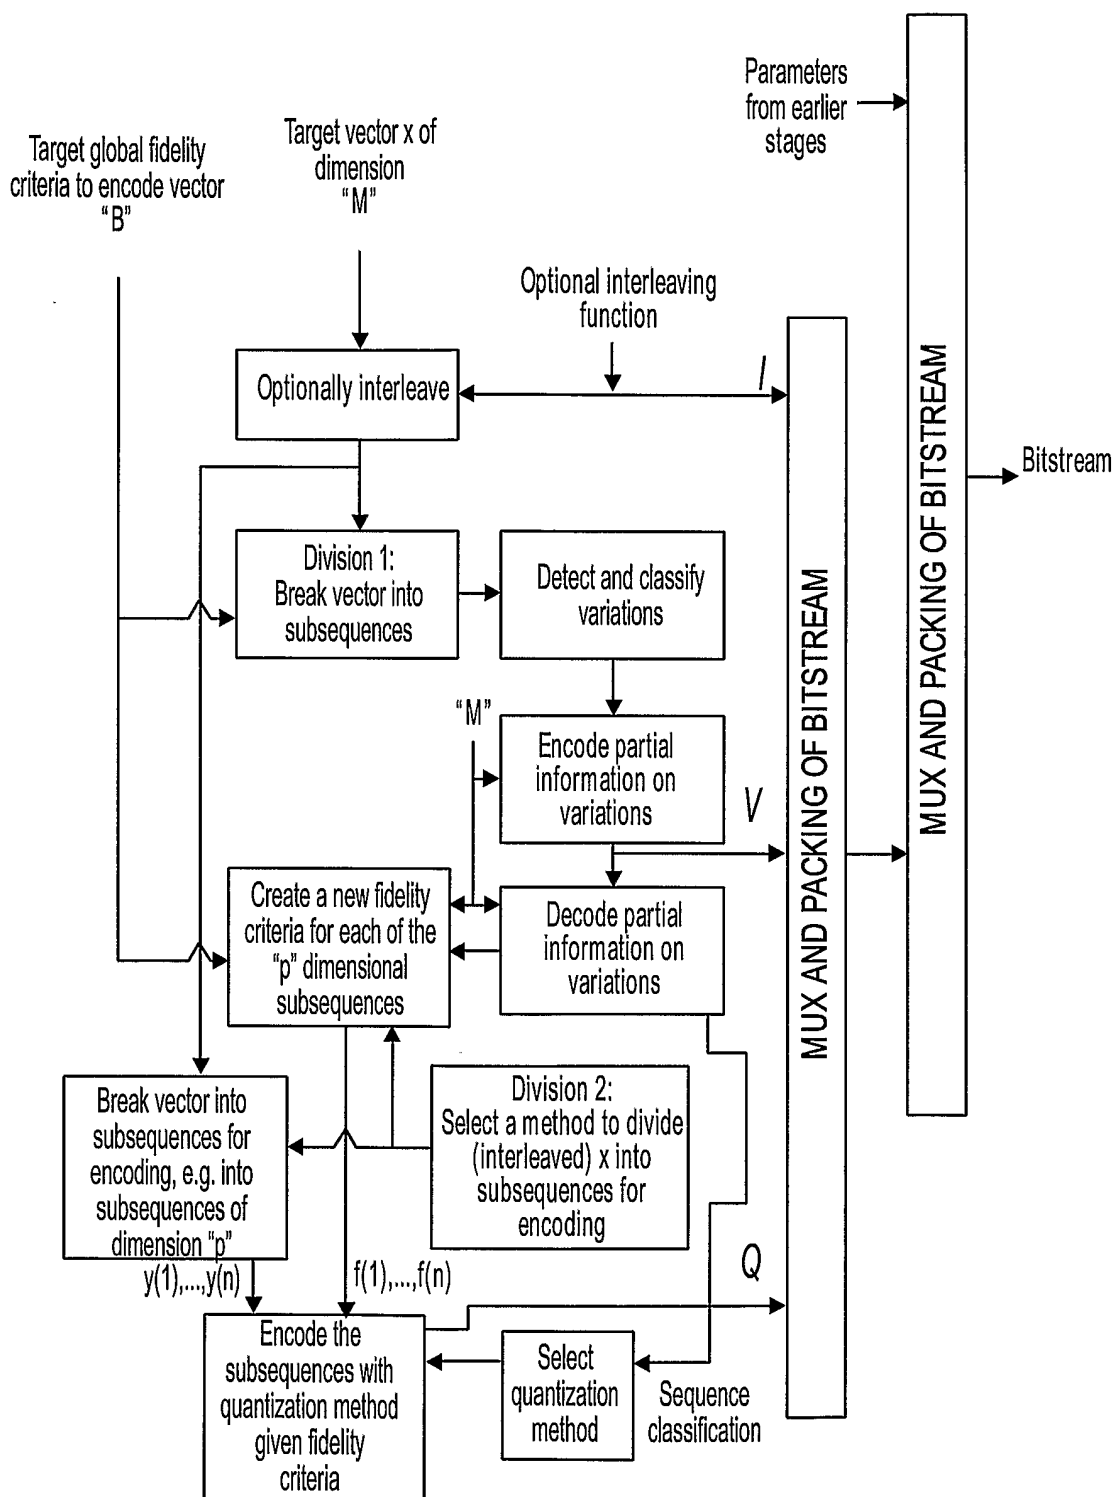 Parameters
from earlier
stages
Target vector x of
dimension
“M”
Target global fidelity
criteria to encode vector
“B”
Optional interleaving
function
Optionally interleave
I
MUX AND PACKING OF BITSTREAM
Bitstream
Division 1:
Break vector into
subsequences
Detect and classify
variations
“M”
Encode partial
information on
variations
V
MUX AND PACKING OF BITSTREAM
Create a new fidelity
criteria for each of the
“p” dimensional
subsequences
Decode partial
information on
variations
Break vector into
subsequences for
encoding, e.g. into
subsequences of
dimension “p”
Division 2:
Select a method to divide
(interleaved) x into
subsequences for
encoding
y(1),...,y(n)
f(1),...,f(n)
Q
Encode the
subsequences with
quantization method
given fidelity
criteria
Select
quantization
method
Sequence
classification